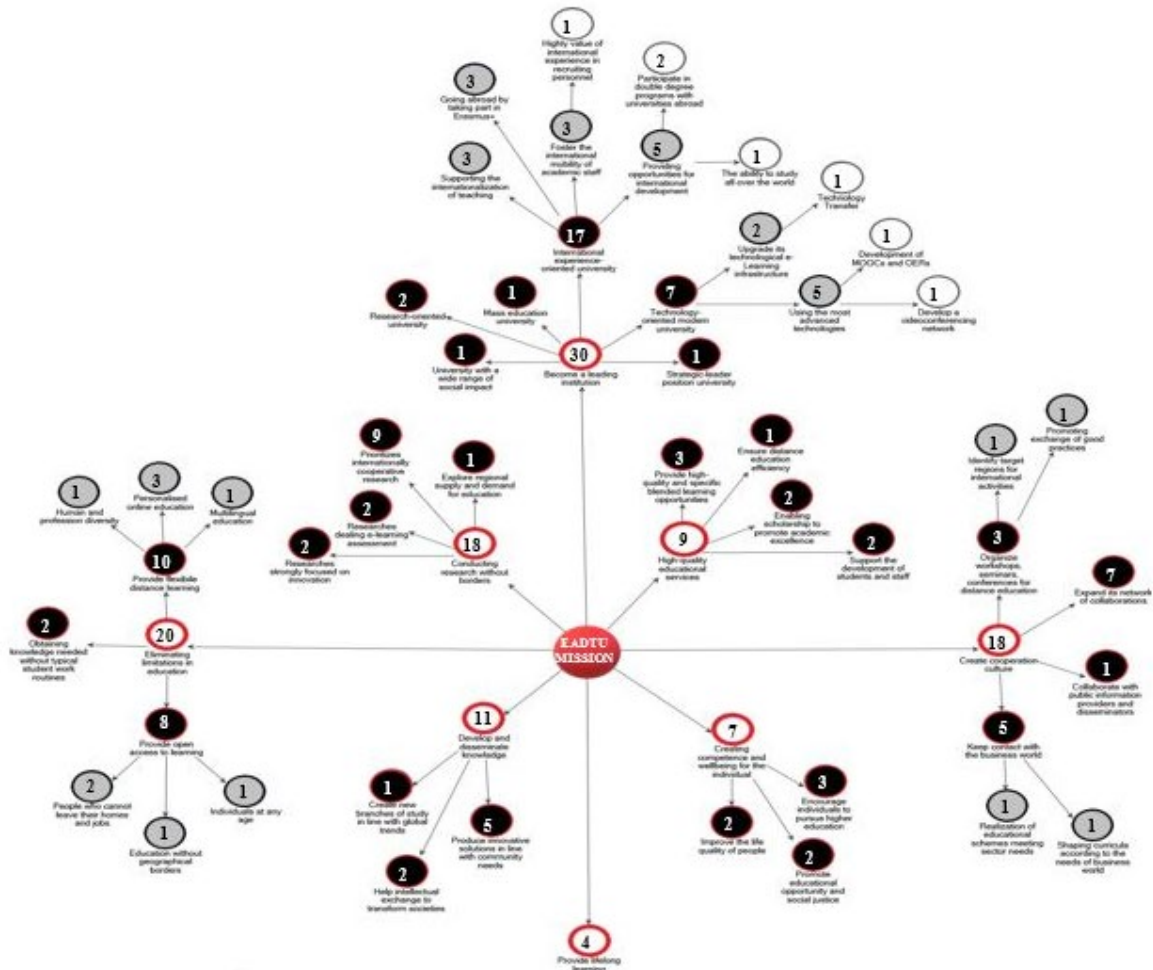 1
Highly value of
international
experience in
recruiting
personnel
2
Participate in
double degree
programs with
universities abroad
3
Going abroad by
taking part in
Erasmus+
3
Foster the
international
mobility of
academic staff
3
Supporting the
internationalization
of teaching
5
Providing
opportunities for
international
development
1
The ability to study
all over the world
1
Technology
Transfer
17
International
experience-
oriented university
2
Upgrade its
technological e-
Learning
infrastructure
1
Development of
MOOCs and OERs
2
Research-oriented
university
1
Mass education
university
7
Technology-
oriented modern
university
5
Using the most
advanced
technologies
1
Develop a
videoconferencing
network
1
University with a
wide range of
social impact
30
Become a leading
institution
1
Strategic-leader
position university
9
Prioritizes
internationally
cooperative
research
1
Explore regional
supply and demand
for education
2
Researches
dealing e-learning
assessment
2
Researches
strongly focused on
innovation
18
Conducting
research without
borders
3
Provide high-
quality and specific
blended learning
opportunities
1
Ensure distance
education
efficiency
2
Enabling
scholarship to
promote academic
excellence
9
High-quality
educational
services
2
Support the
development of
students and staff
1
Identify target
regions for
international
activities
1
Promoting
exchange of good
practices
3
Organize
workshops,
seminars,
conferences for
distance education
7
Expand its network
of collaborations
18
Create cooperation
culture
1
Collaborate with
public information
providers and
disseminators
5
Keep contact with
the business world
1
Realization of
educational
schemes meeting
sector needs
1
Shaping curricula
according to the
needs of business
world
1
Human and
profession diversity
3
Personalised
online education
1
Multilingual
education
10
Provide flexibile
distance learning
2
Obtaining
knowledge needed
without typical
student work
routines
20
Eliminating
limitations in
education
EADTU
MISSION
8
Provide open
access to learning
2
People who cannot
leave their homes
and jobs
1
Education without
geographical
borders
1
Individuals at any
age
11
Develop and
disseminate
knowledge
1
Create new
branches of study
in line with global
trends
5
Produce innovative
solutions in line
with community
needs
2
Help intellectual
exchange to
transform societies
7
Creating
competence and
wellbeing for the
individual
3
Encourage
individuals to
pursue higher
education
2
Improve the life
quality of people
2
Promote
educational
opportunity and
social justice
4
Provide lifelong
learning